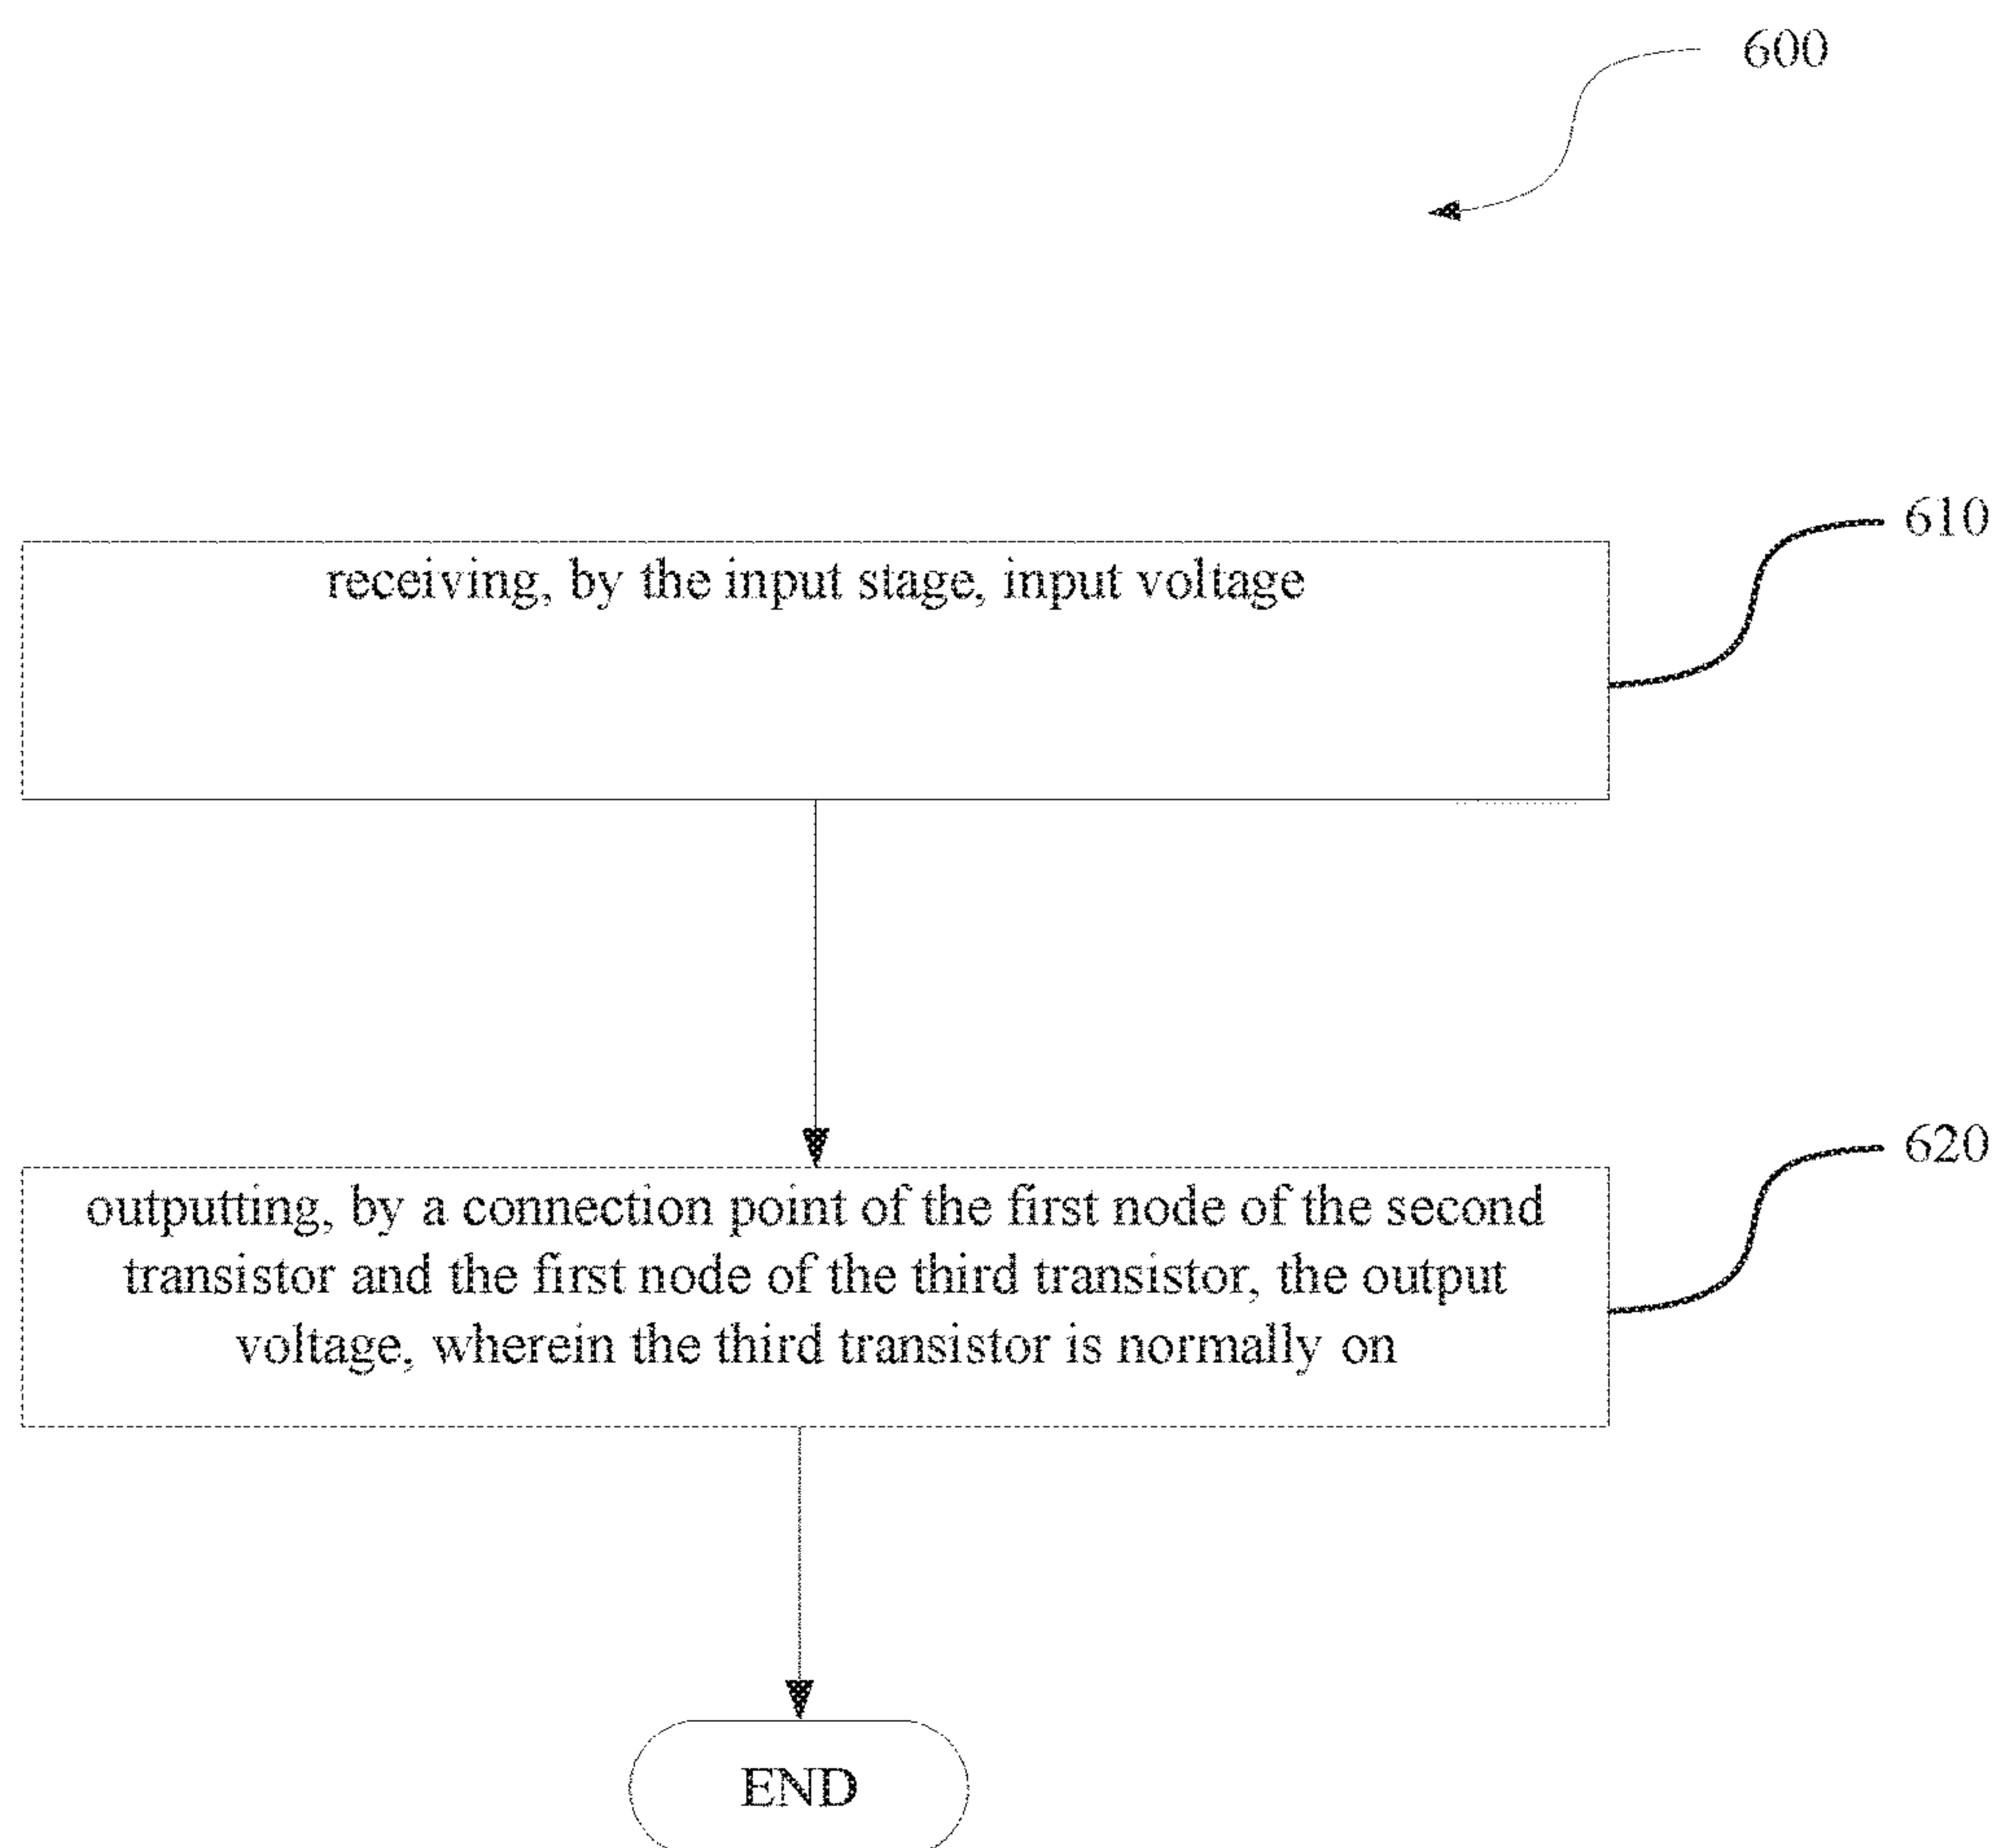 600
610
receiving, by the input stage, input voltage
620
outputting, by a connection point of the first node of the second
transistor and the first node of the third transistor, the output
voltage, wherein the third transistor is normally on
END